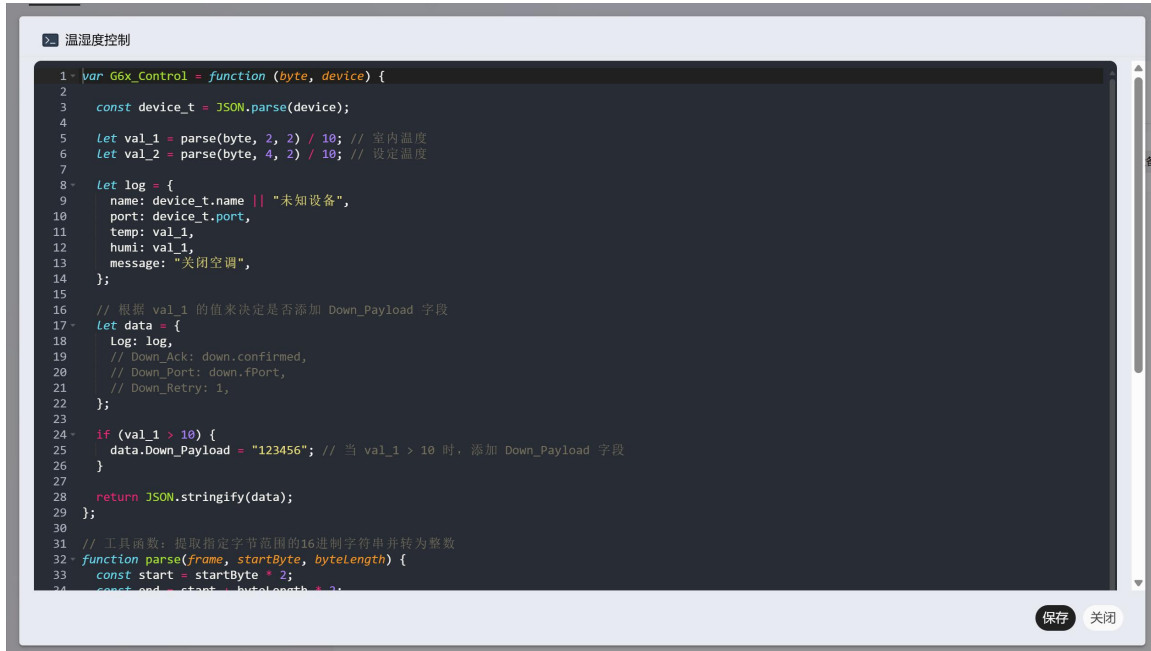 温湿度控制
1 var G6x_Control = function (byte, device) {
2
3 const device_t = JSON.parse(device);
4
5 let val_1 = parse(byte, 2, 2) / 10; // 室内温度
6 let val_2 = parse(byte, 4, 2) / 10; // 设定温度
7
8 let log = {
9 name: device_t.name || "未知设备",
10 port: device_t.port,
11 temp: val_1,
12 humi: val_1,
13 message: "关闭空调",
14 };
15
16 // 根据 val_1 的值来决定是否添加 Down_Payload 字段
17 let data = {
18 Log: log,
19 // Down_Ack: down.confirmed,
20 // Down_Port: down.fPort,
21 // Down_Retry: 1,
22 };
23
24 if (val_1 > 10) {
25 data.Down_Payload = "123456"; // 当 val_1 > 10 时，添加 Down_Payload 字段
26 }
27
28 return JSON.stringify(data);
29 };
30
31 // 工具函数：提取指定字节范围的16进制字符串并转为整数
32 function parse(frame, startByte, byteLength) {
33 const start = startByte * 2;
34 const end = start + byteLength * 2;
保存 关闭